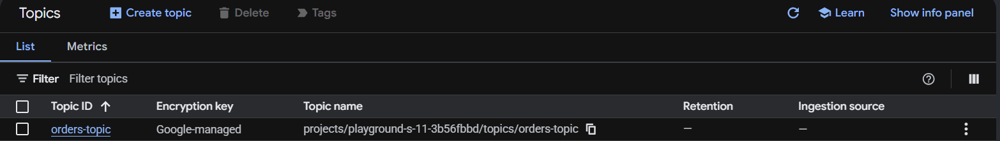 Topics Create topic Delete Tags Learn Show info panel
List Metrics
Filter Filter topics
Topic ID Encryption key Topic name Retention Ingestion source
orders-topic Google-managed projects/playground-s-11-3b56fbbd/topics/orders-topic — —